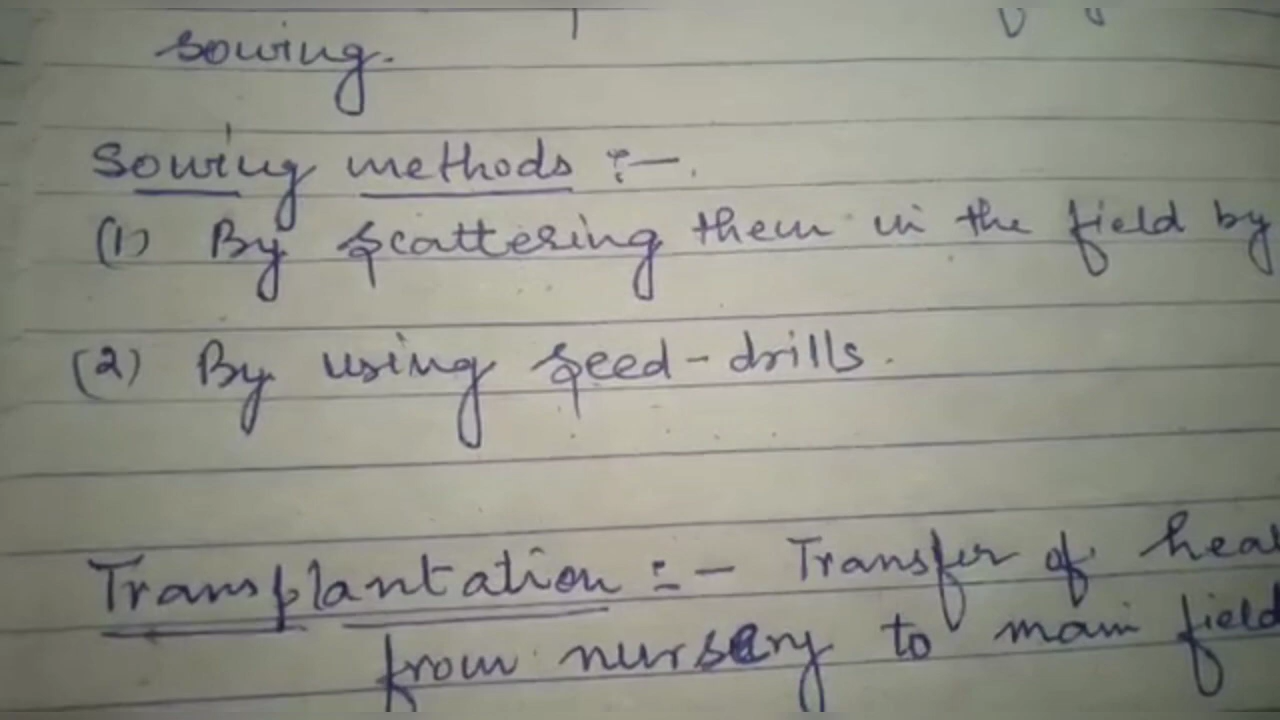 sowing.
Sowing methods :-
(1) By scattering them in the field by
(2) By using seed-drills.
Transplantation :- Transfer of heal
from nursery to main field